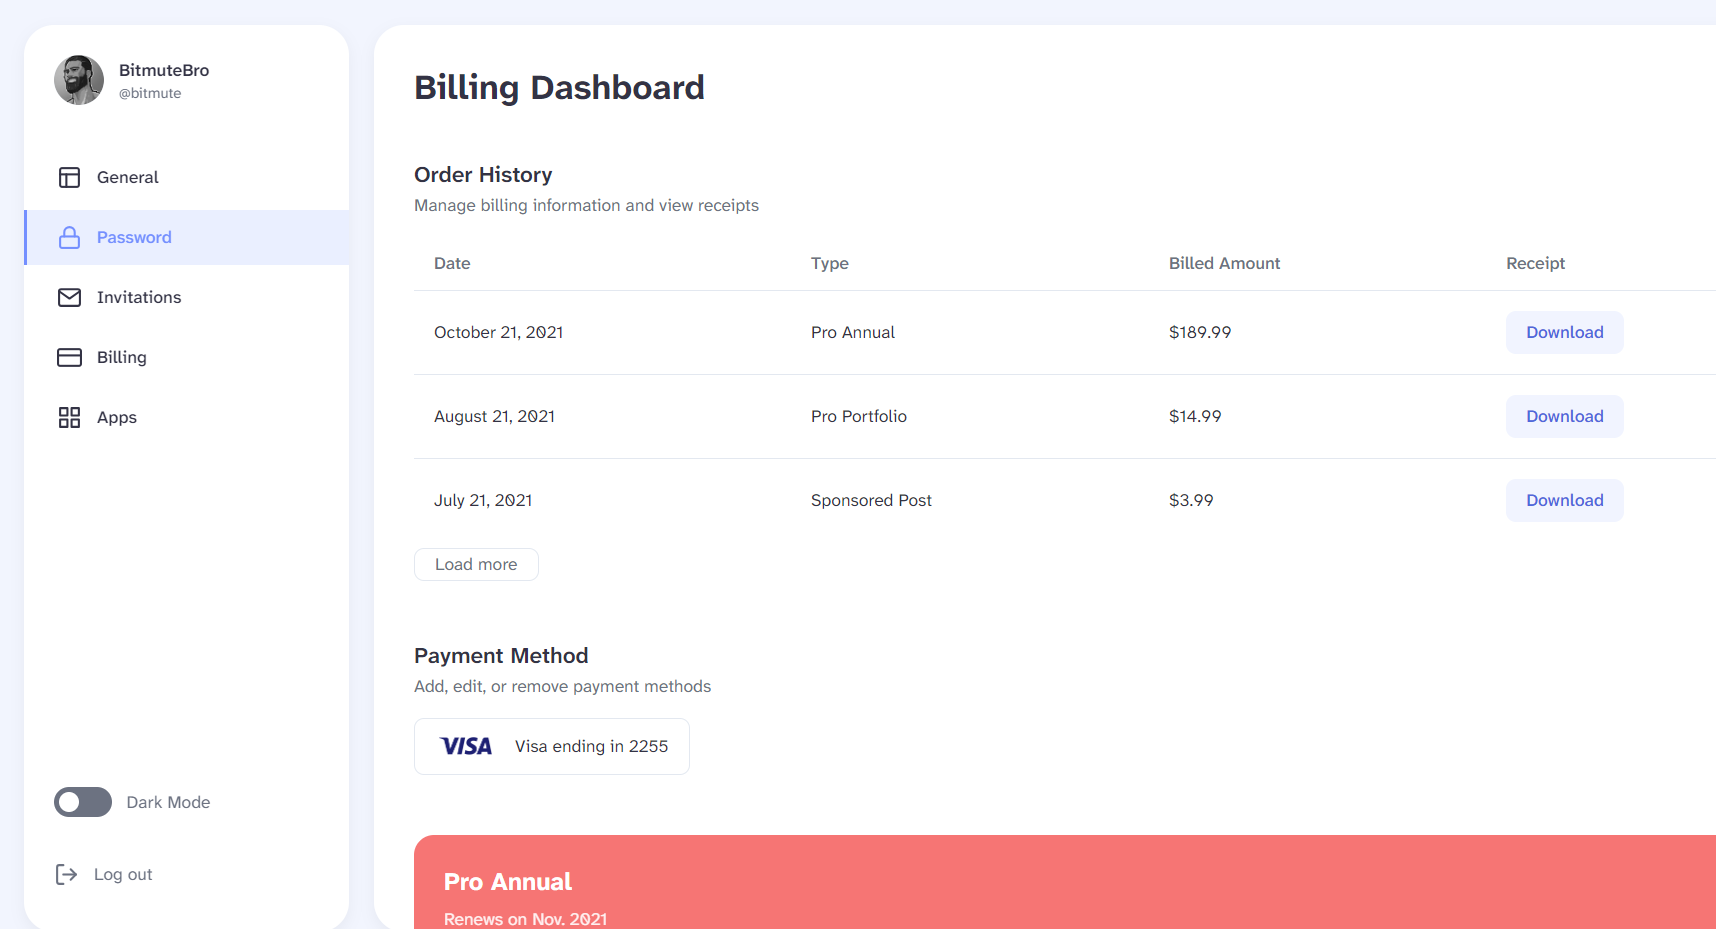 BitmuteBro
@bitmute
General
Password
Invitations
Billing
Apps
Dark Mode
Log out
Billing Dashboard
Order History
Manage billing information and view receipts
Date Type Billed Amount Receipt
October 21, 2021 Pro Annual $189.99 Download
August 21, 2021 Pro Portfolio $14.99 Download
July 21, 2021 Sponsored Post $3.99 Download
Load more
Payment Method
Add, edit, or remove payment methods
VISA Visa ending in 2255
Pro Annual
Renews on Nov. 2021